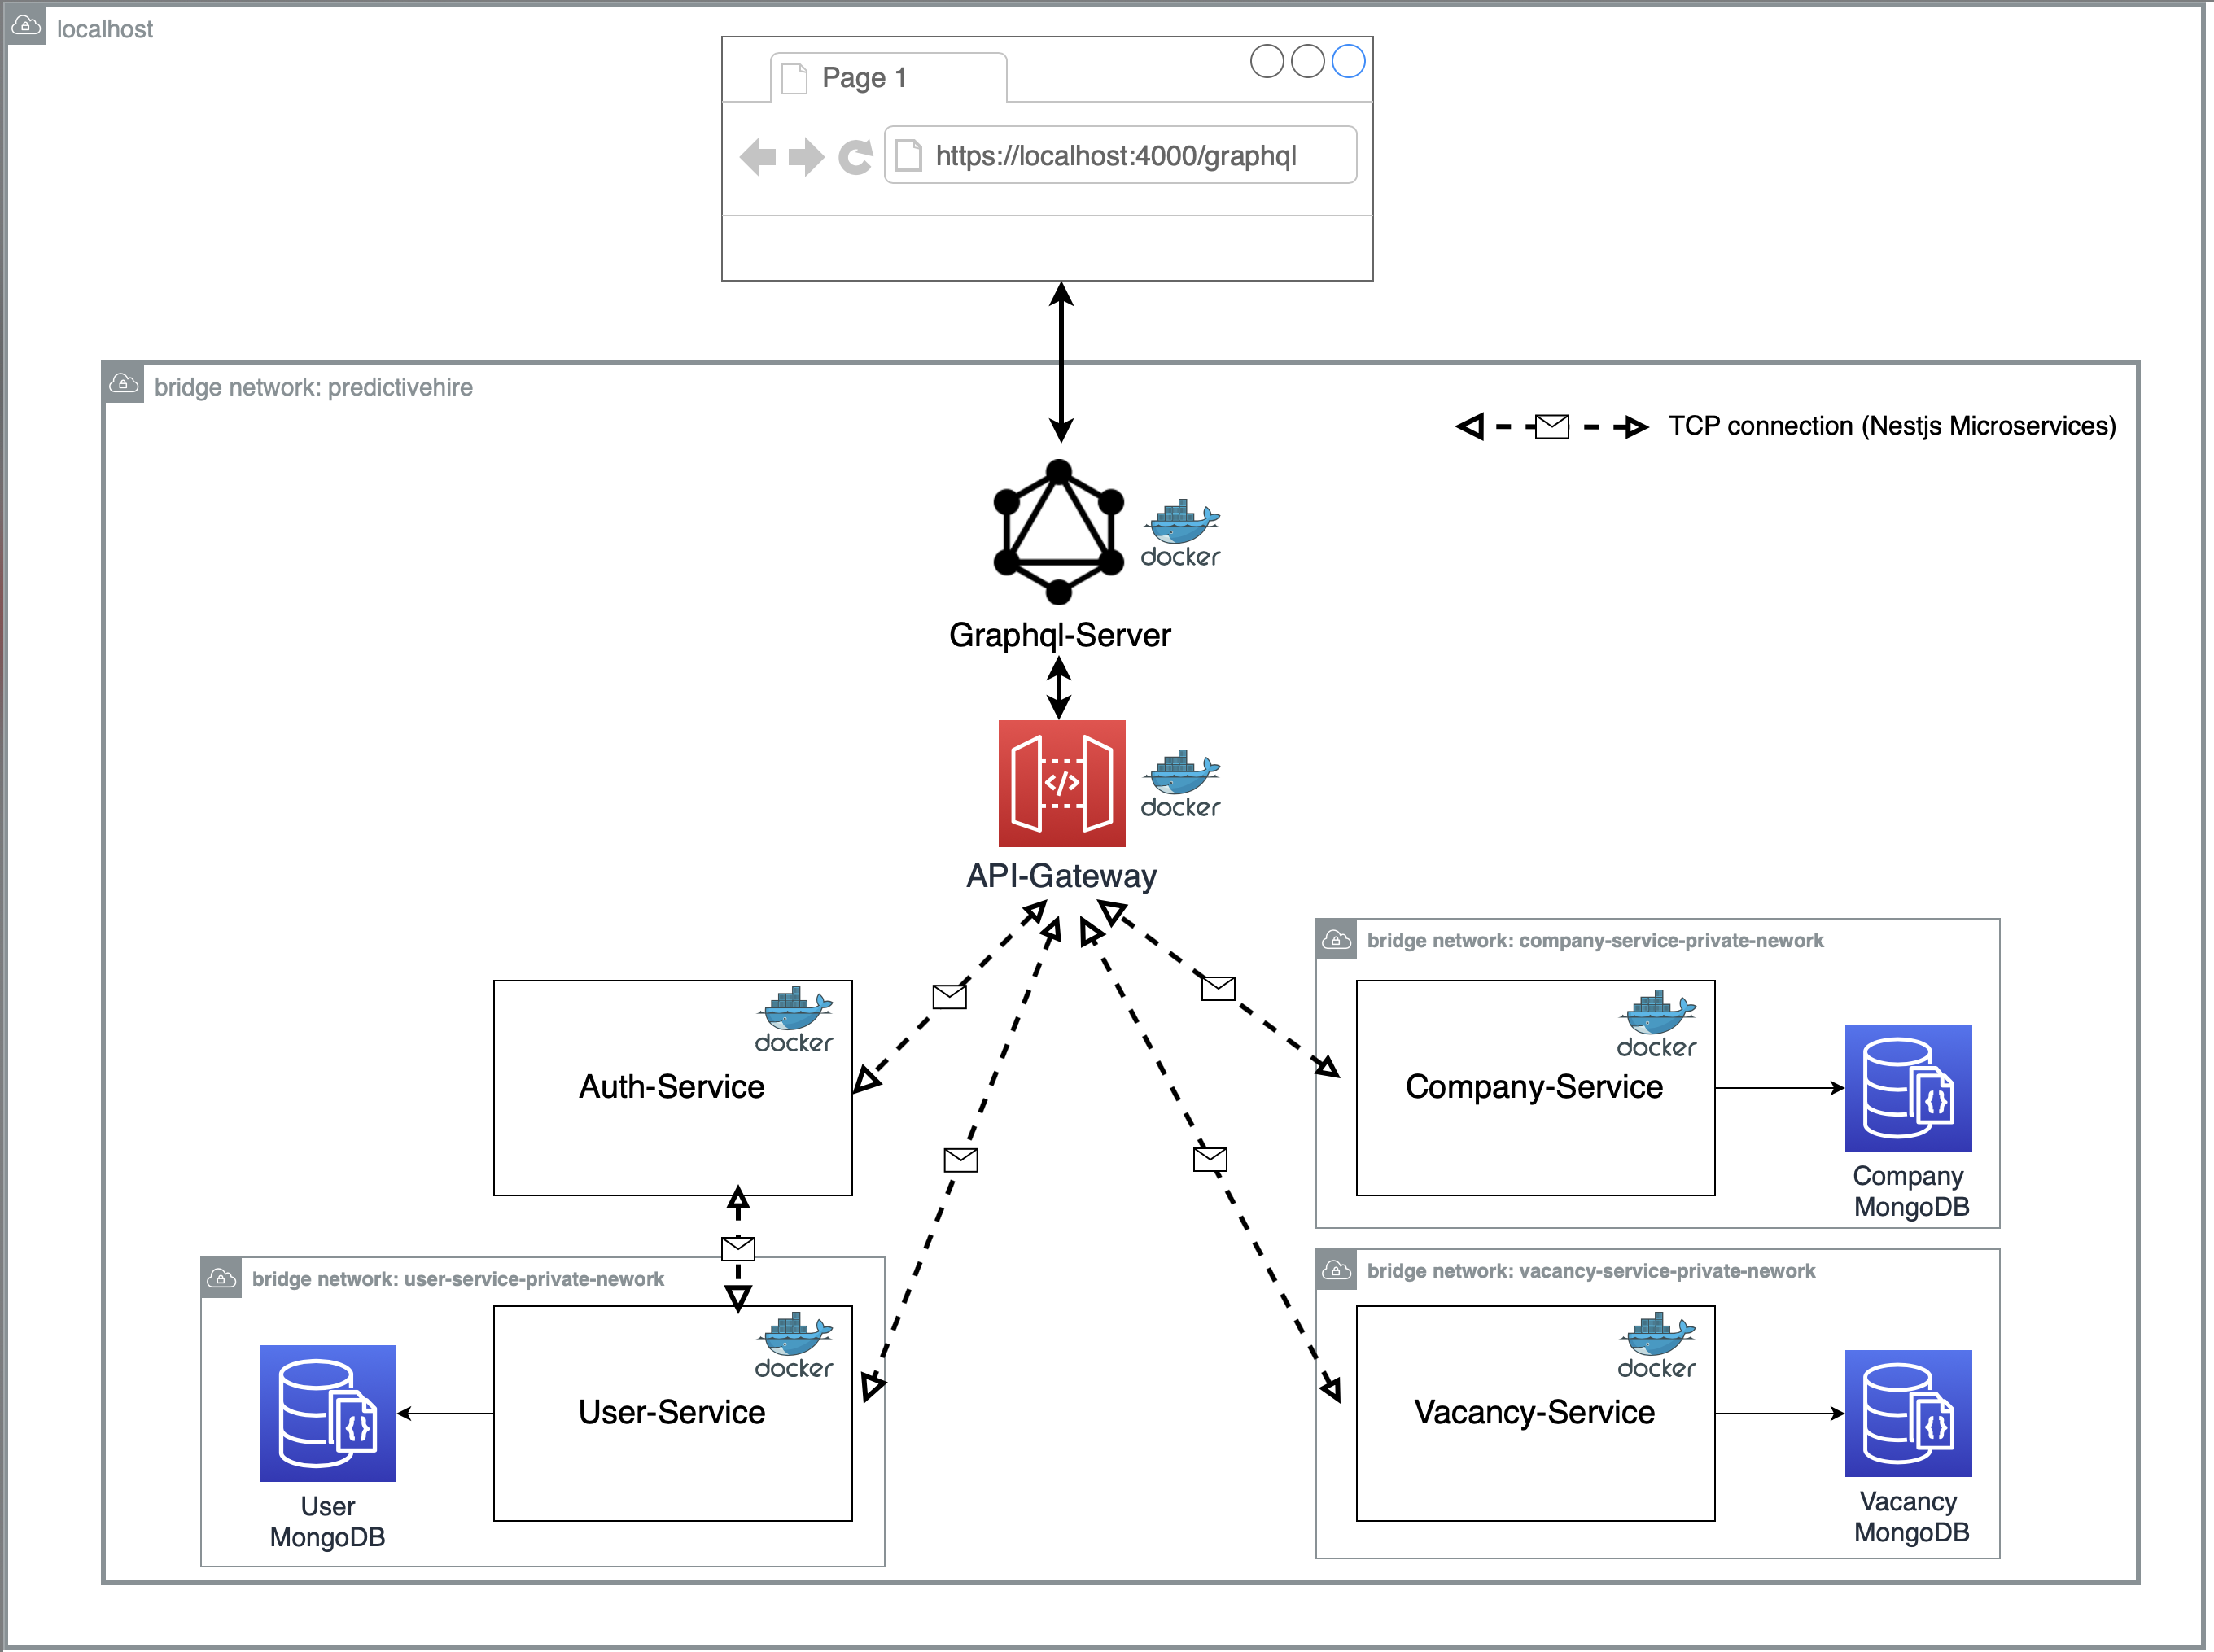 localhost
Page 1
https://localhost:4000/graphql
bridge network: predictivehire
TCP connection (Nestjs Microservices)
docker
Graphql-Server
</>
docker
API-Gateway
bridge network: company-service-private-nework
docker
Auth-Service
docker
Company-Service
{}
Company
MongoDB
bridge network: user-service-private-nework
bridge network: vacancy-service-private-nework
docker
User-Service
{}
User
MongoDB
docker
Vacancy-Service
{}
Vacancy
MongoDB